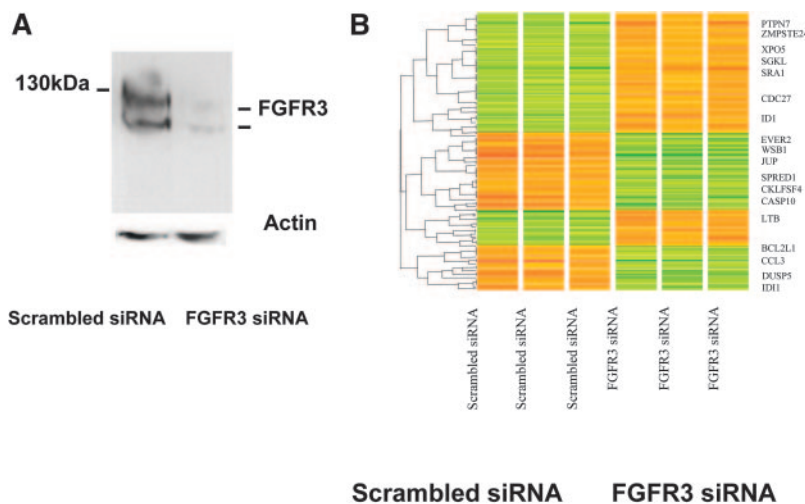 A
130kDa
FGFR3
Actin
Scrambled siRNA FGFR3 siRNA
B
PTPN7
ZMPSTE24
XPO5
SGKL
SRA1
CDC27
ID1
EVER2
WSB1
JUP
SPRED1
CKLFSF4
CASP10
LTB
BCL2L1
CCL3
DUSP5
IDI1
Scrambled siRNA
Scrambled siRNA
Scrambled siRNA
FGFR3 siRNA
FGFR3 siRNA
FGFR3 siRNA
Scrambled siRNA FGFR3 siRNA